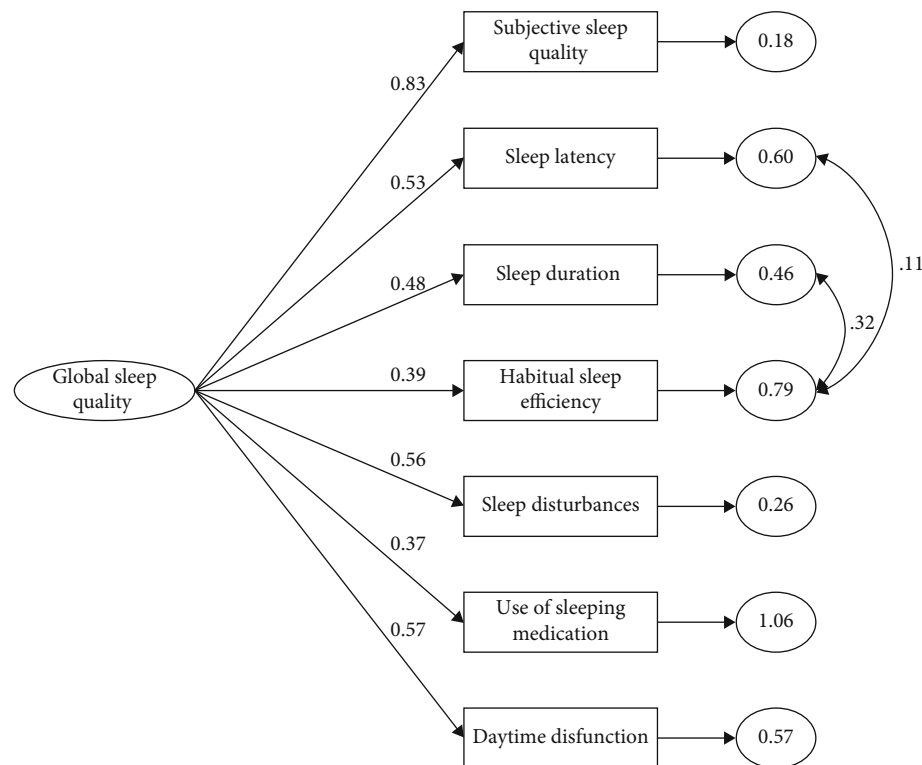 Subjective sleep
quality
0.18
0.83
Sleep latency
0.60
0.53
Sleep duration
0.46
0.48
.11
.32
Global sleep
quality
0.39
Habitual sleep
efficiency
0.79
0.56
Sleep disturbances
0.26
0.37
Use of sleeping
medication
1.06
0.57
Daytime disfunction
0.57